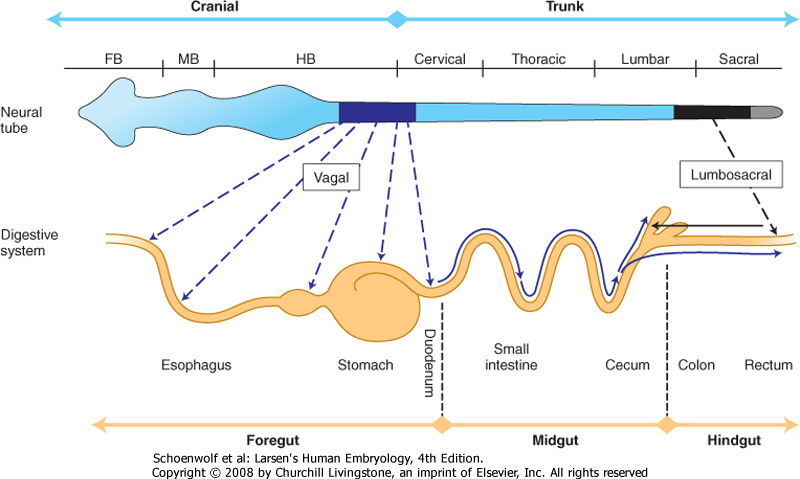 Cranial
Trunk
FB
MB
HB
Cervical
Thoracic
Lumbar
Sacral
Neural
tube
Vagal
Lumbosacral
Digestive
system
Esophagus
Stomach
Duodenum
Small
intestine
Cecum
Colon
Rectum
Foregut
Midgut
Hindgut
Schoenwolf et al: Larsen's Human Embryology, 4th Edition.
Copyright © 2008 by Churchill Livingstone, an imprint of Elsevier, Inc. All rights reserved